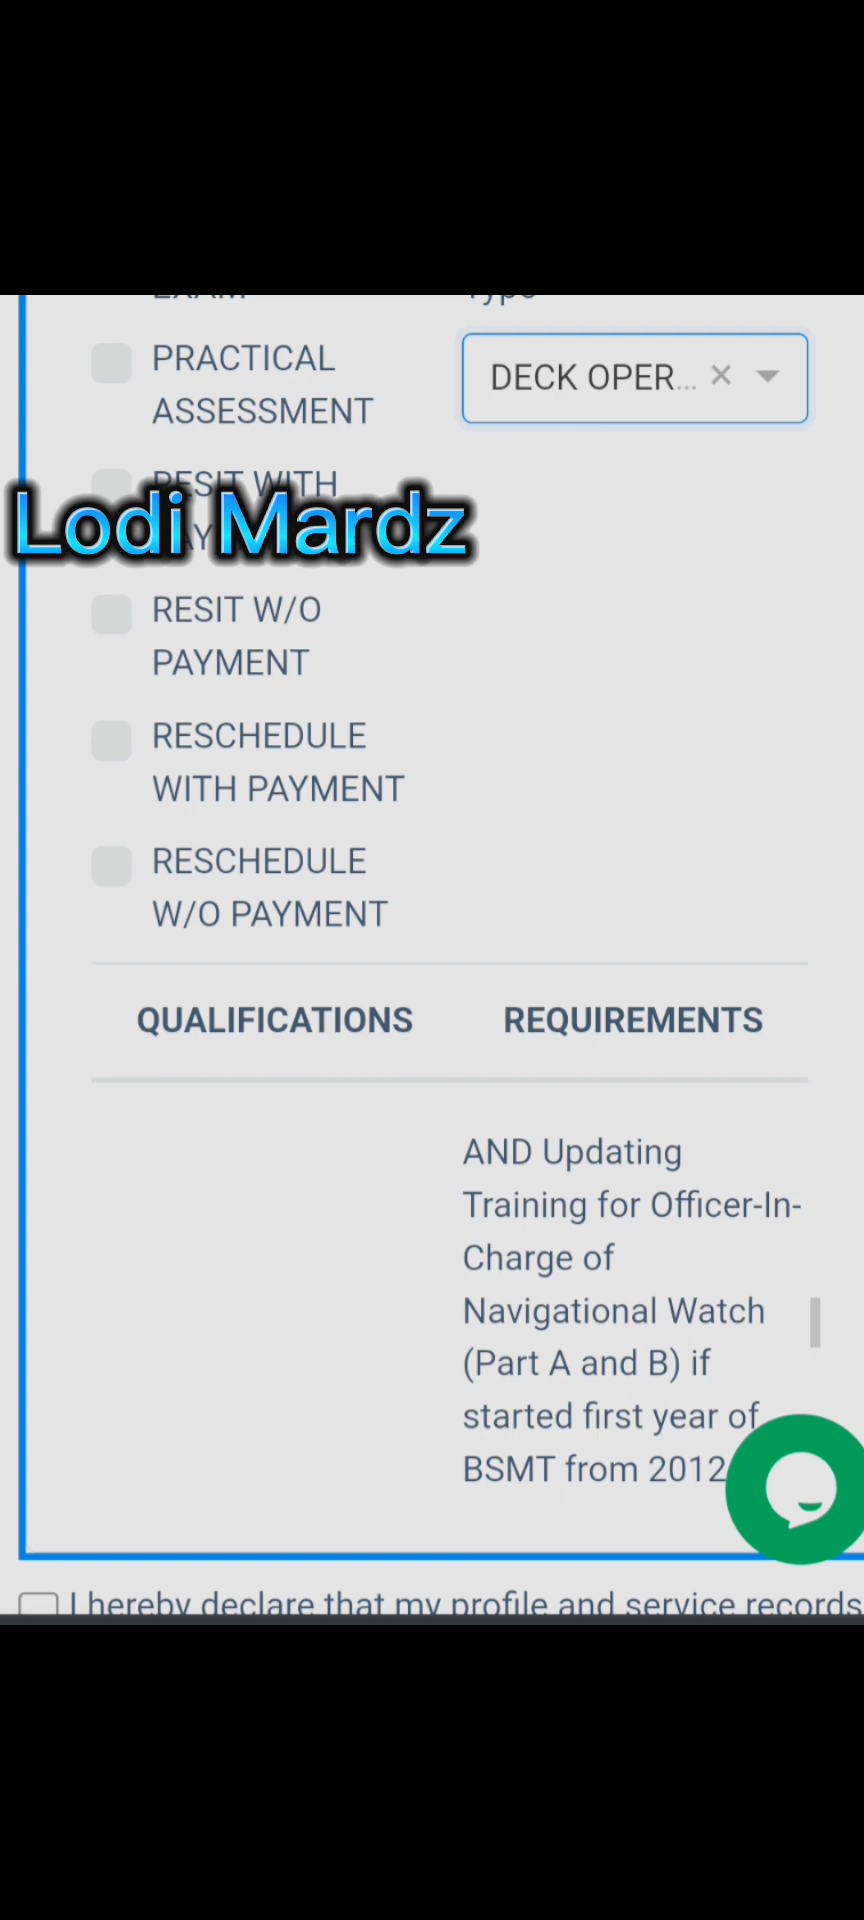 PRACTICAL
ASSESSMENT
DECK OPER...
RESIT WITH
Lodi Mardz
RESIT W/O
PAYMENT
RESCHEDULE
WITH PAYMENT
RESCHEDULE
W/O PAYMENT
QUALIFICATIONS
REQUIREMENTS
AND Updating
Training for Officer-In-
Charge of
Navigational Watch
(Part A and B) if
started first year of
BSMT from 2012
I hereby declare that my profile and service records